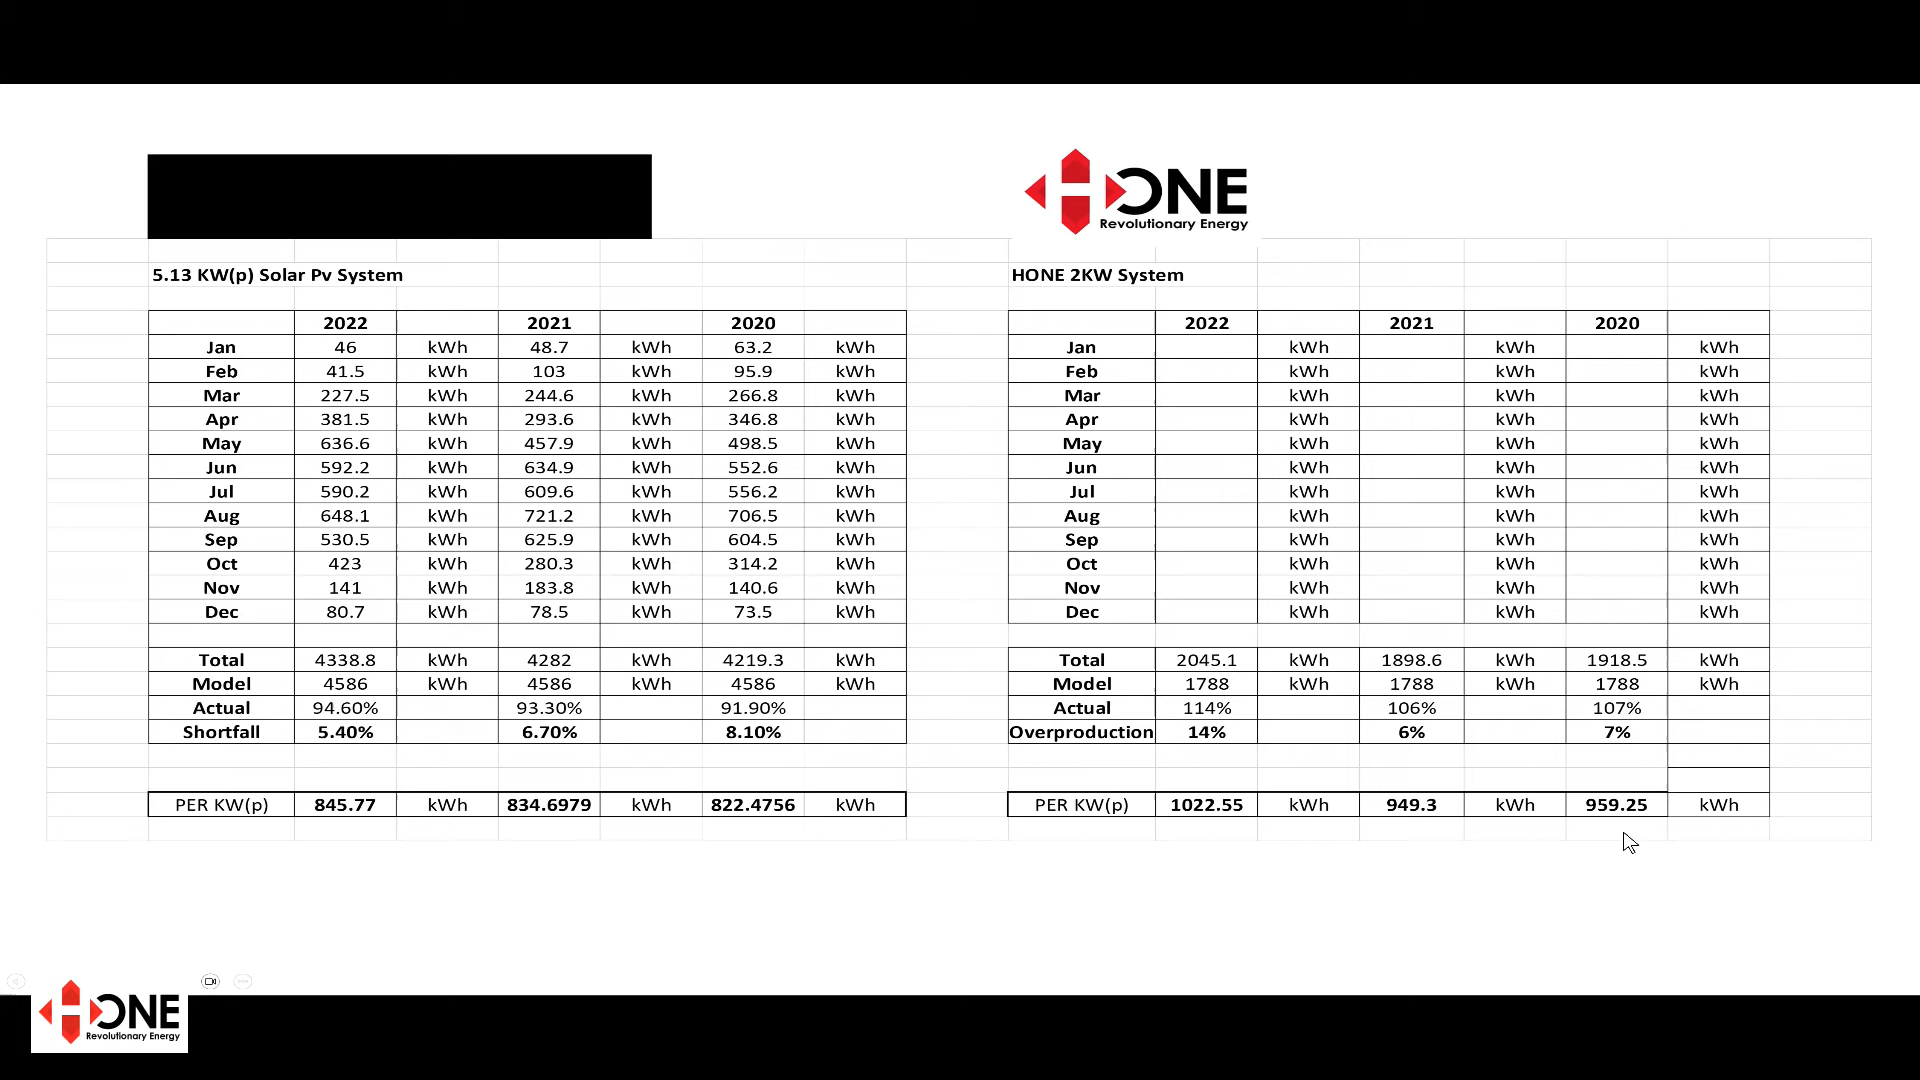 HONE
Revolutionary Energy
5.13 KW(p) Solar Pv System
2022 2021 2020
Jan 46 kWh 48.7 kWh 63.2 kWh
Feb 41.5 kWh 103 kWh 95.9 kWh
Mar 227.5 kWh 244.6 kWh 266.8 kWh
Apr 381.5 kWh 293.6 kWh 346.8 kWh
May 636.6 kWh 457.9 kWh 498.5 kWh
Jun 592.2 kWh 634.9 kWh 552.6 kWh
Jul 590.2 kWh 609.6 kWh 556.2 kWh
Aug 648.1 kWh 721.2 kWh 706.5 kWh
Sep 530.5 kWh 625.9 kWh 604.5 kWh
Oct 423 kWh 280.3 kWh 314.2 kWh
Nov 141 kWh 183.8 kWh 140.6 kWh
Dec 80.7 kWh 78.5 kWh 73.5 kWh
Total 4338.8 kWh 4282 kWh 4219.3 kWh
Model 4586 kWh 4586 kWh 4586 kWh
Actual 94.60% 93.30% 91.90%
Shortfall 5.40% 6.70% 8.10%
PER KW(p) 845.77 kWh 834.6979 kWh 822.4756 kWh
HONE 2KW System
2022 2021 2020
Jan kWh kWh kWh
Feb kWh kWh kWh
Mar kWh kWh kWh
Apr kWh kWh kWh
May kWh kWh kWh
Jun kWh kWh kWh
Jul kWh kWh kWh
Aug kWh kWh kWh
Sep kWh kWh kWh
Oct kWh kWh kWh
Nov kWh kWh kWh
Dec kWh kWh kWh
Total 2045.1 kWh 1898.6 kWh 1918.5 kWh
Model 1788 kWh 1788 kWh 1788 kWh
Actual 114% 106% 107%
Overproduction 14% 6% 7%
PER KW(p) 1022.55 kWh 949.3 kWh 959.25 kWh
HONE
Revolutionary Energy